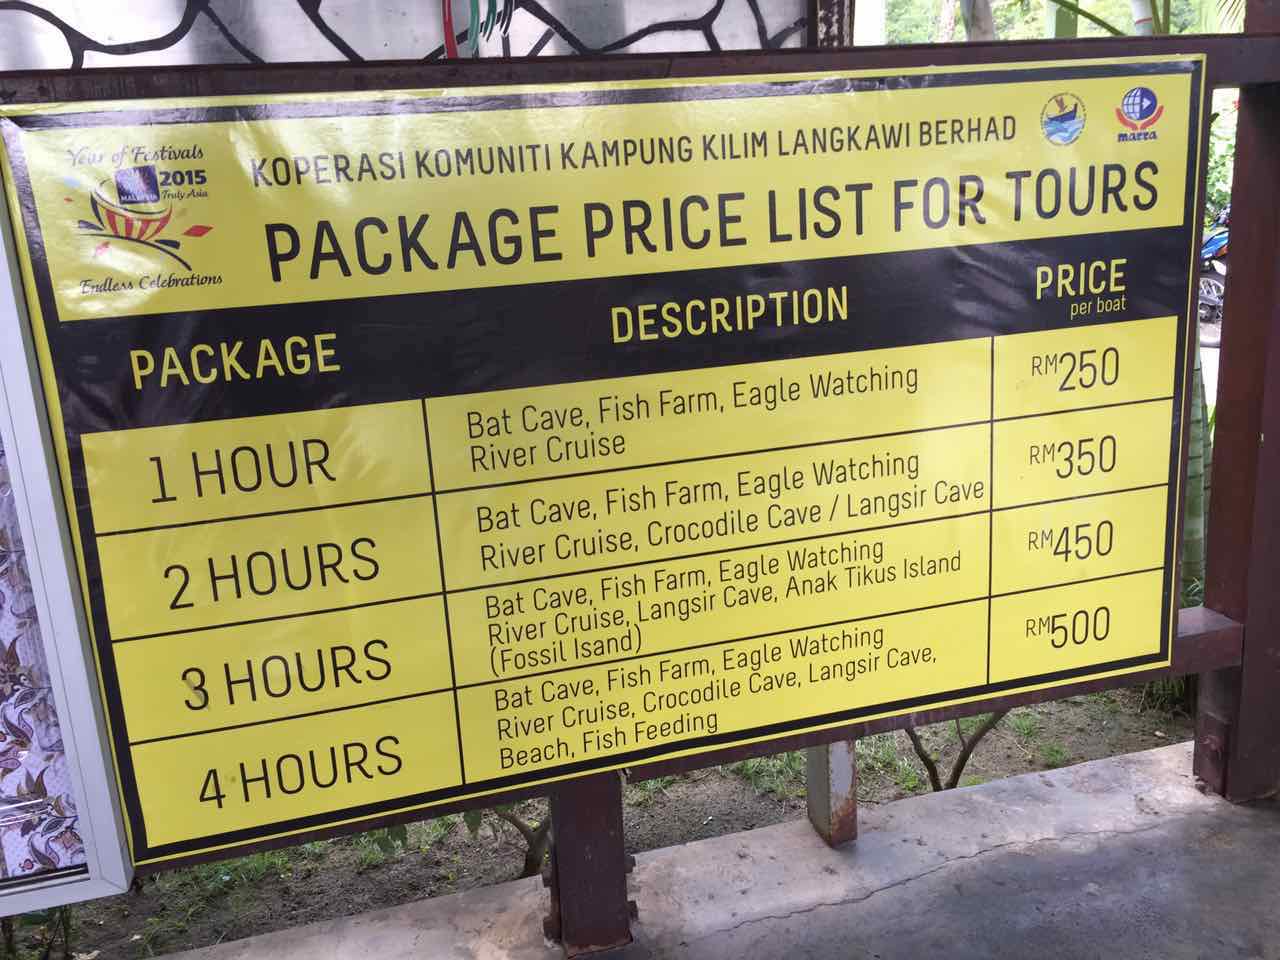 Year of Festivals
2015
MALAYSIA
Truly Asia
Endless Celebrations
KOPERASI KOMUNITI KAMPUNG KILIM LANGKAWI BERHAD
marra
PACKAGE PRICE LIST FOR TOURS
PACKAGE
DESCRIPTION
PRICE
per boat
1 HOUR
Bat Cave, Fish Farm, Eagle Watching
River Cruise
RM250
2 HOURS
Bat Cave, Fish Farm, Eagle Watching
River Cruise, Crocodile Cave / Langsir Cave
RM350
3 HOURS
Bat Cave, Fish Farm, Eagle Watching
River Cruise, Langsir Cave, Anak Tikus Island
(Fossil Island)
RM450
4 HOURS
Bat Cave, Fish Farm, Eagle Watching
River Cruise, Crocodile Cave, Langsir Cave,
Beach, Fish Feeding
RM500